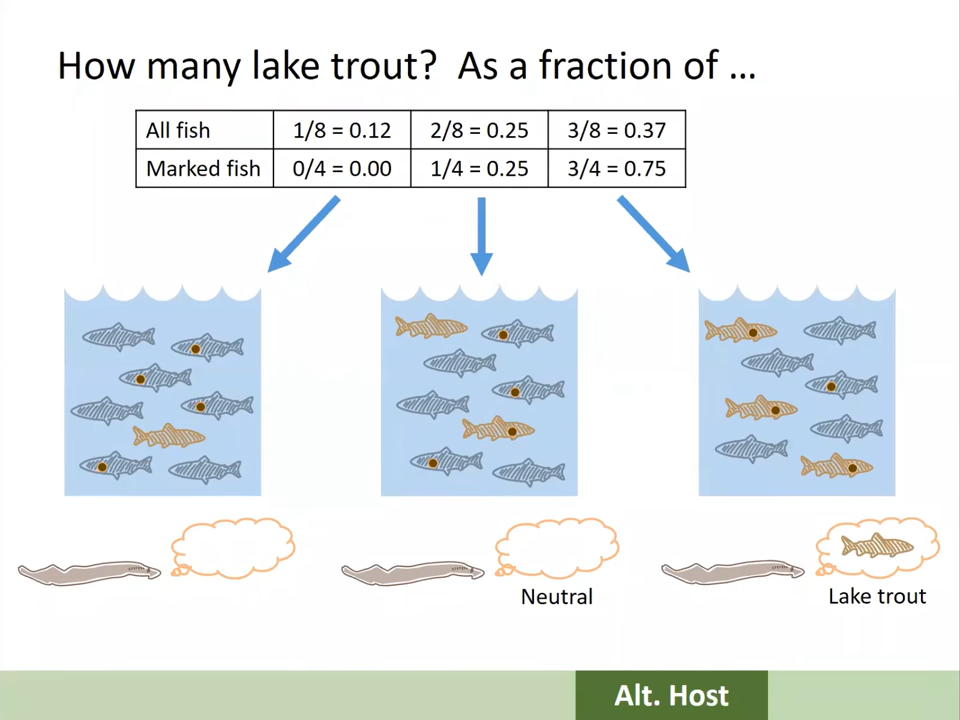 How many lake trout? As a fraction of …
All fish 1/8 = 0.12 2/8 = 0.25 3/8 = 0.37
Marked fish 0/4 = 0.00 1/4 = 0.25 3/4 = 0.75
Neutral Lake trout
Alt. Host